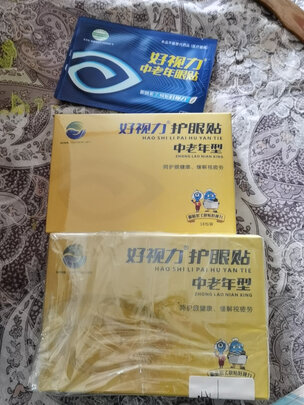 好视力
中老年眼贴
好视力 护眼贴
HAO SHI LI PAI HU YAN TIE
中老年型
ZHONG LAO NIAN XING
呵护眼健康、缓解视疲劳
好视力 护眼贴
HAO SHI LI PAI HU YAN TIE
中老年型
ZHONG LAO NIAN XING
呵护眼健康、缓解视疲劳